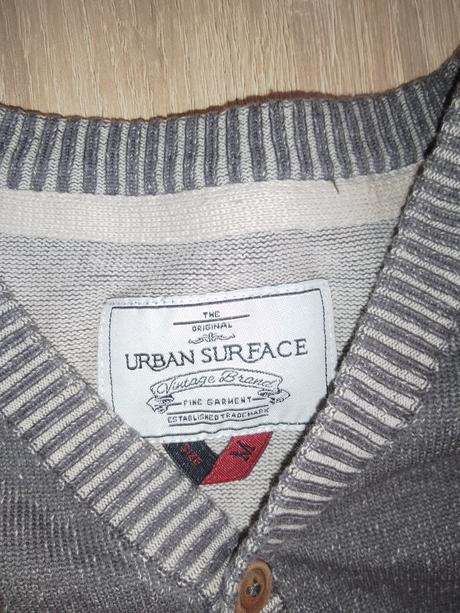 THE
ORIGINAL
URBAN SURFACE
Vintage Brand
FINE GARMENT
ESTABLISHED TRADEMARK
SIZE
M